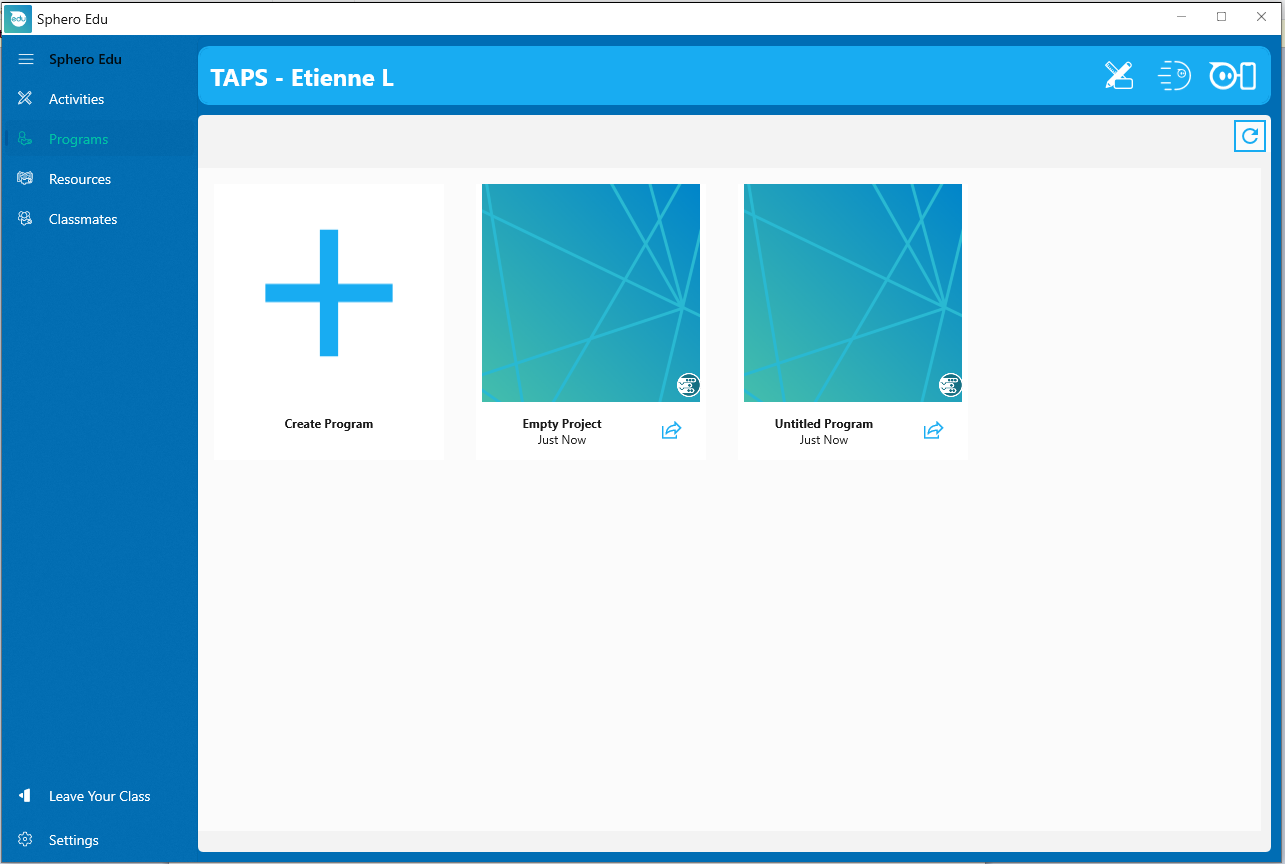 edu
Sphero Edu
Sphero Edu
TAPS - Etienne L
Activities
Programs
Resources
Classmates
Create Program
Empty Project
Just Now
Untitled Program
Just Now
Leave Your Class
Settings